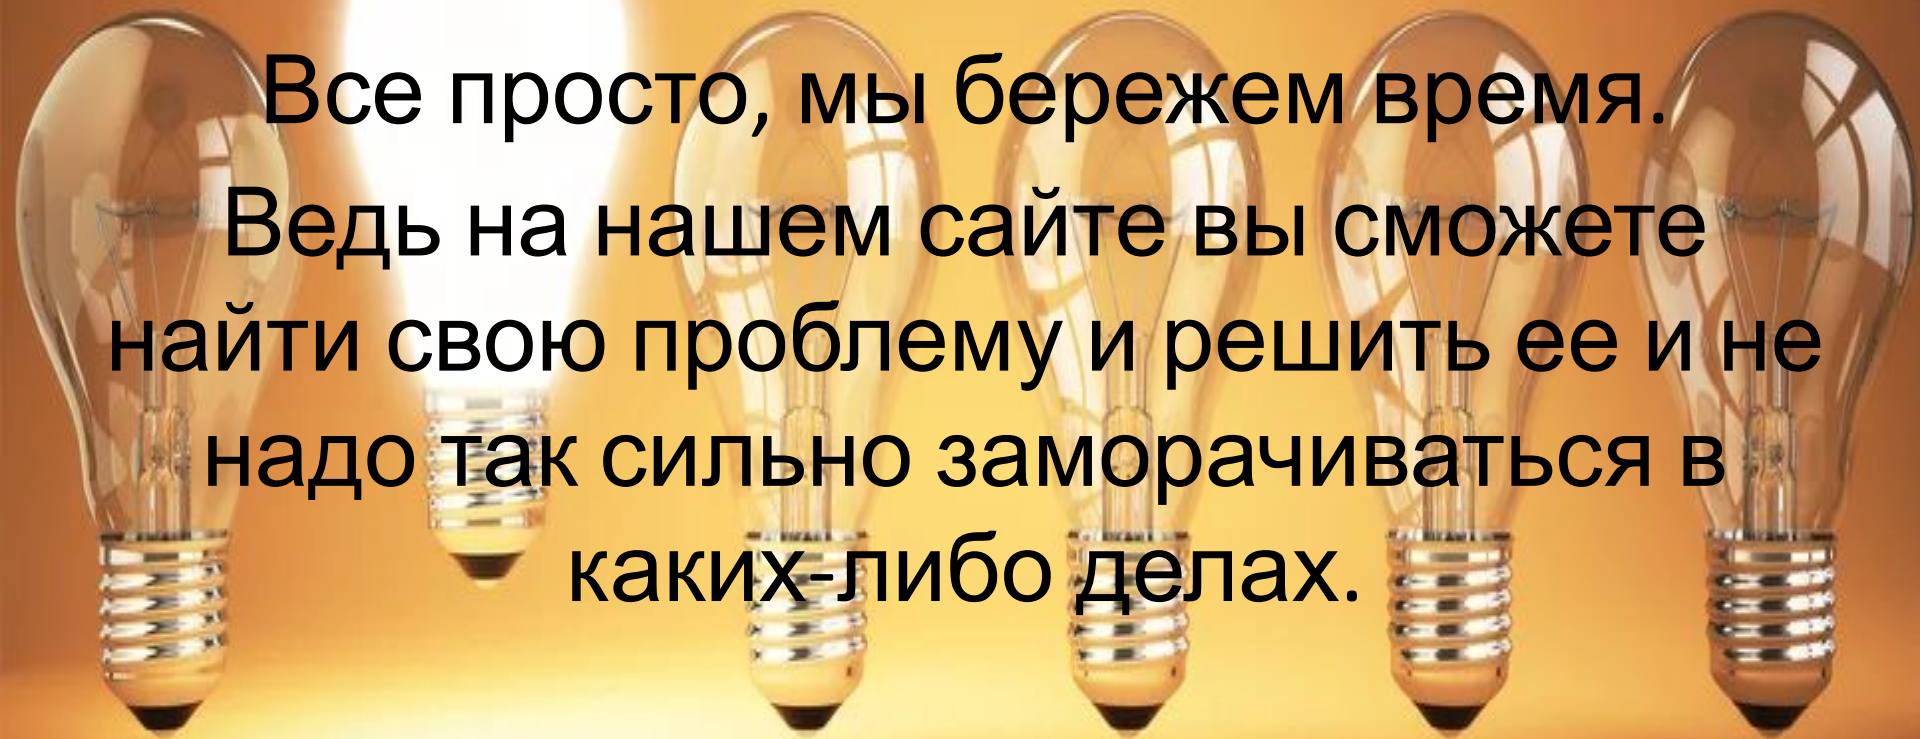 Все просто, мы бережем время.
Ведь на нашем сайте вы сможете
найти свою проблему и решить ее и не
надо так сильно заморачиваться в
каких-либо делах.